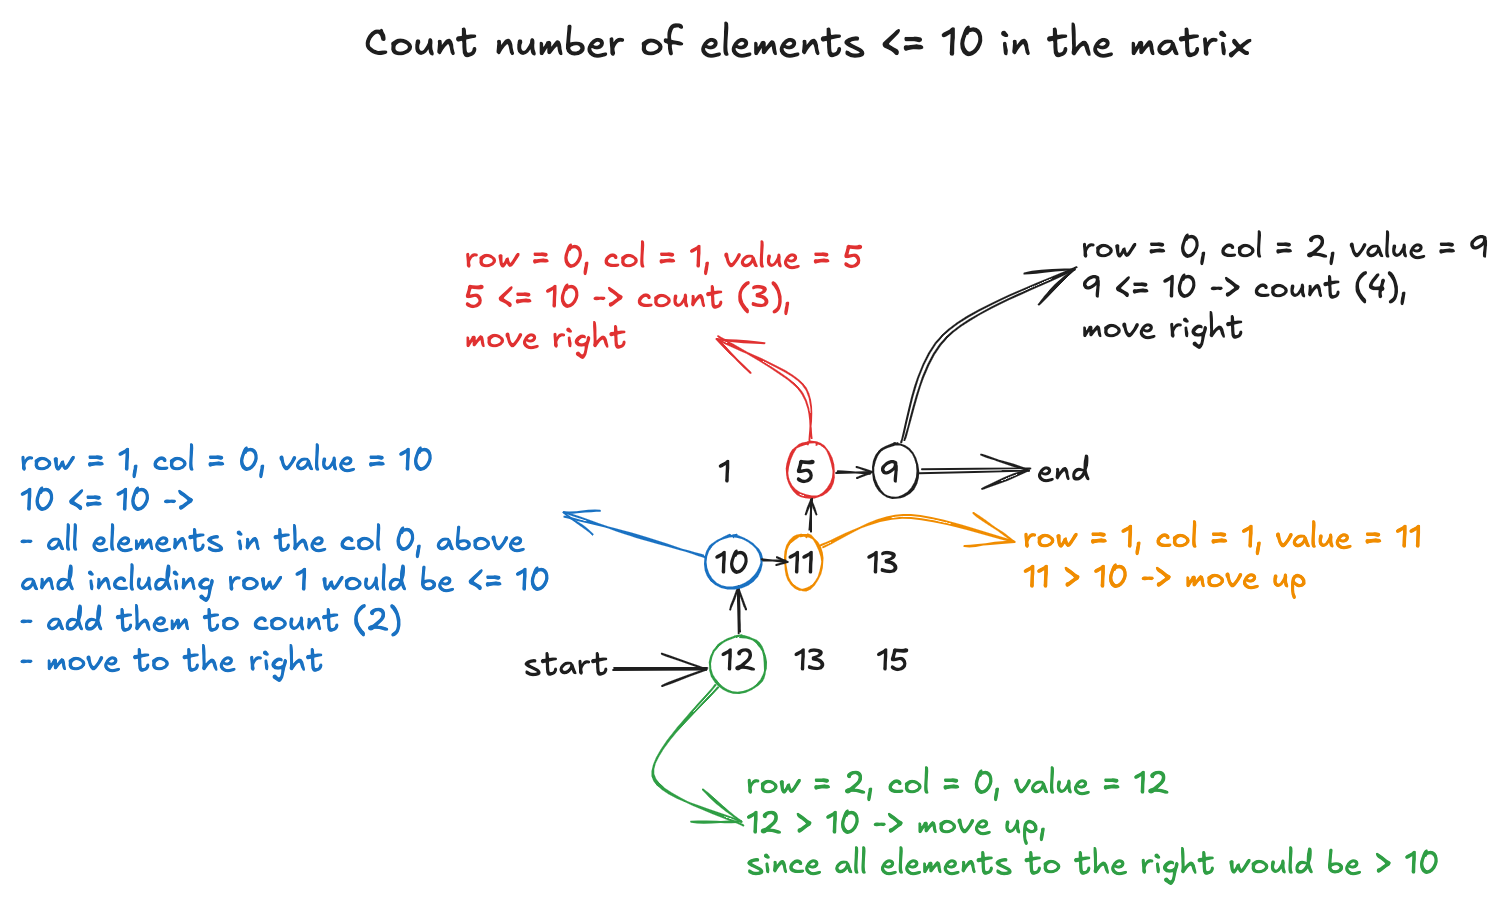 Count number of elements <= 10 in the matrix
row = 0, col = 1, value = 5
5 <= 10 -> count (3),
move right
row = 0, col = 2, value = 9
9 <= 10 -> count (4),
move right
row = 1, col = 0, value = 10
10 <= 10 ->
- all elements in the col 0, above
and including row 1 would be <= 10
- add them to count (2)
- move to the right
1 5 9 end
10 11 13
row = 1, col = 1, value = 11
11 > 10 -> move up
start 12 13 15
row = 2, col = 0, value = 12
12 > 10 -> move up,
since all elements to the right would be > 10